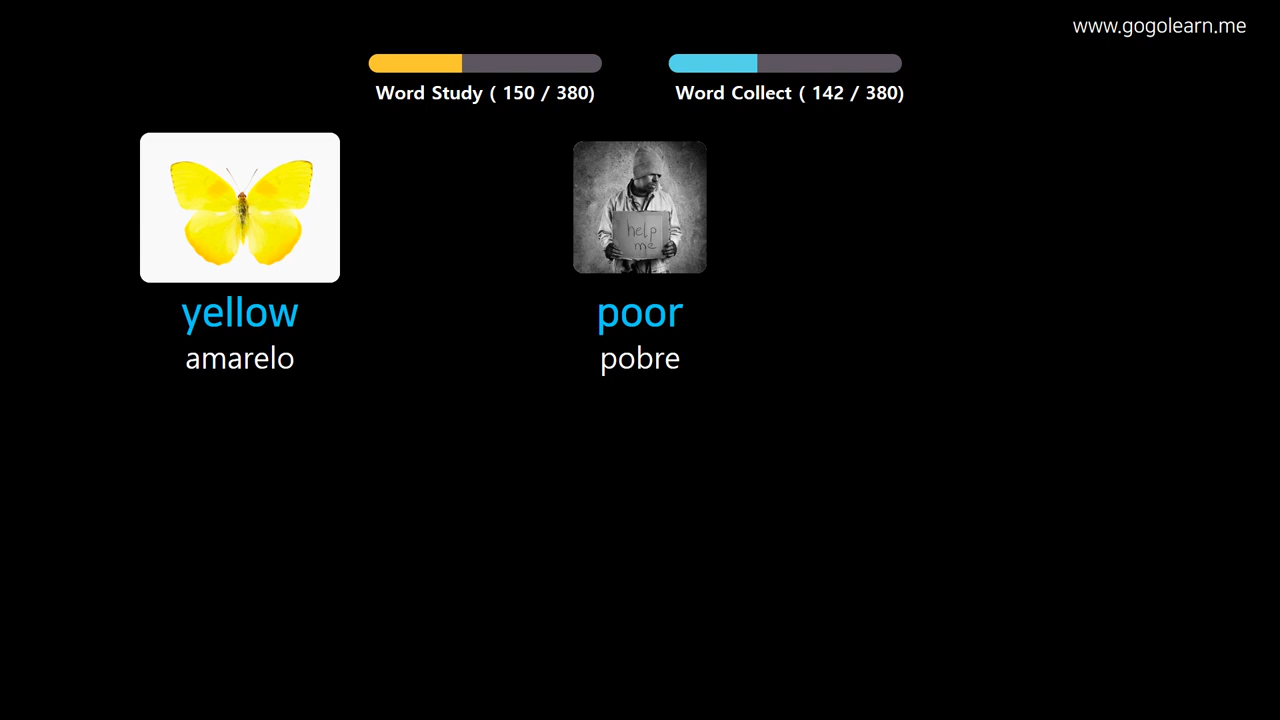 www.gogolearn.me
Word Study ( 150 / 380)
Word Collect ( 142 / 380)
help
me
yellow
poor
amarelo
pobre